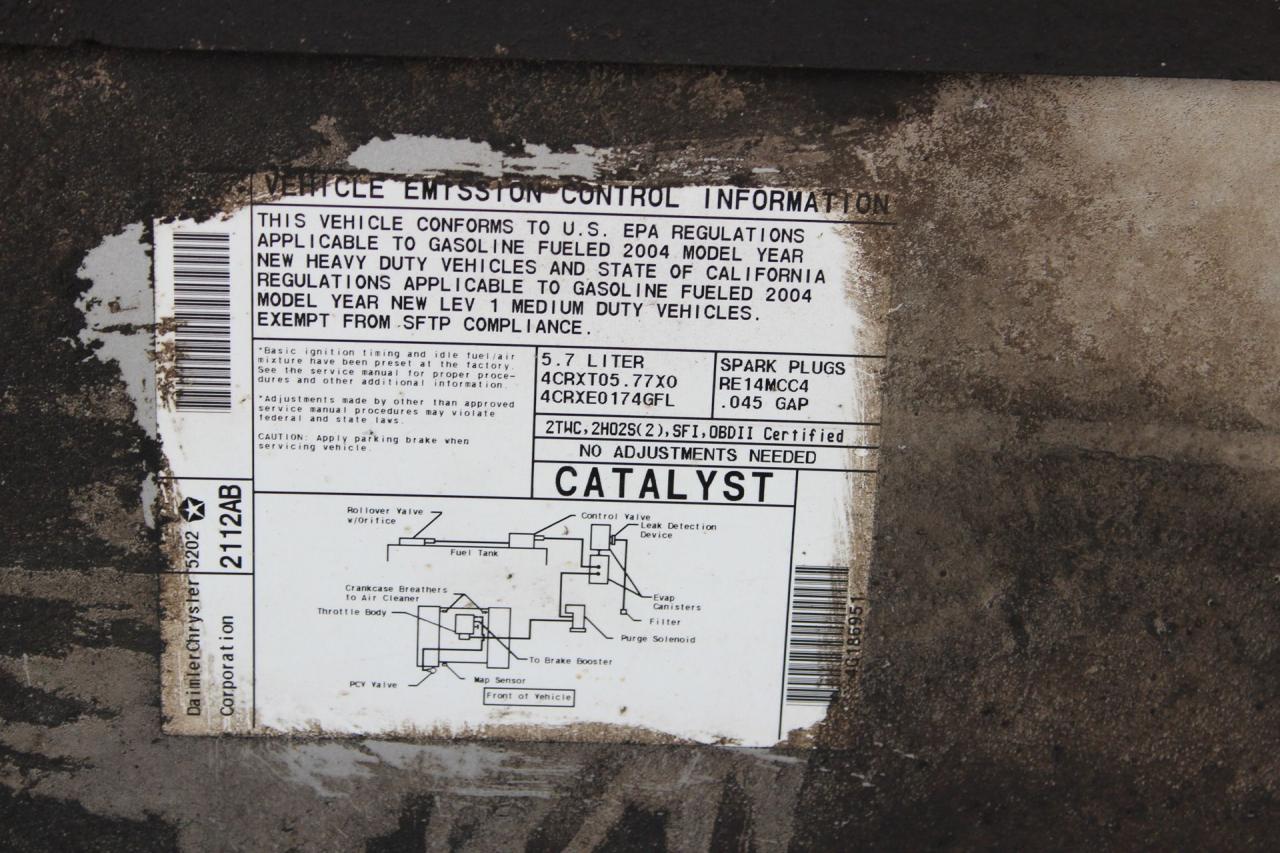 VEHICLE EMISSION CONTROL INFORMATION
THIS VEHICLE CONFORMS TO U.S. EPA REGULATIONS
APPLICABLE TO GASOLINE FUELED 2004 MODEL YEAR
NEW HEAVY DUTY VEHICLES AND STATE OF CALIFORNIA
REGULATIONS APPLICABLE TO GASOLINE FUELED 2004
MODEL YEAR NEW LEV 1 MEDIUM DUTY VEHICLES.
EXEMPT FROM SFTP COMPLIANCE.
*Basic ignition timing and idle fuel/air
mixture have been preset at the factory.
See the service manual for proper proce-
dures and other additional information.
*Adjustments made by other than approved
service manual procedures may violate
federal and state laws.
CAUTION: Apply parking brake when
servicing vehicle.
5.7 LITER
4CRXT05.77X0
4CRXE0174GFL
SPARK PLUGS
RE14MCC4
.045 GAP
2TWC,2HO2S(2),SFI,OBDII Certified
NO ADJUSTMENTS NEEDED
CATALYST
Rollover Valve
w/Orifice
Control Valve
Leak Detection
Device
Fuel Tank
Crankcase Breathers
to Air Cleaner
Evap
Canisters
Throttle Body
Filter
Purge Solenoid
To Brake Booster
PCV Valve
Map Sensor
Front of Vehicle
DaimlerChrysler
Corporation
5202
2112AB
4G186951